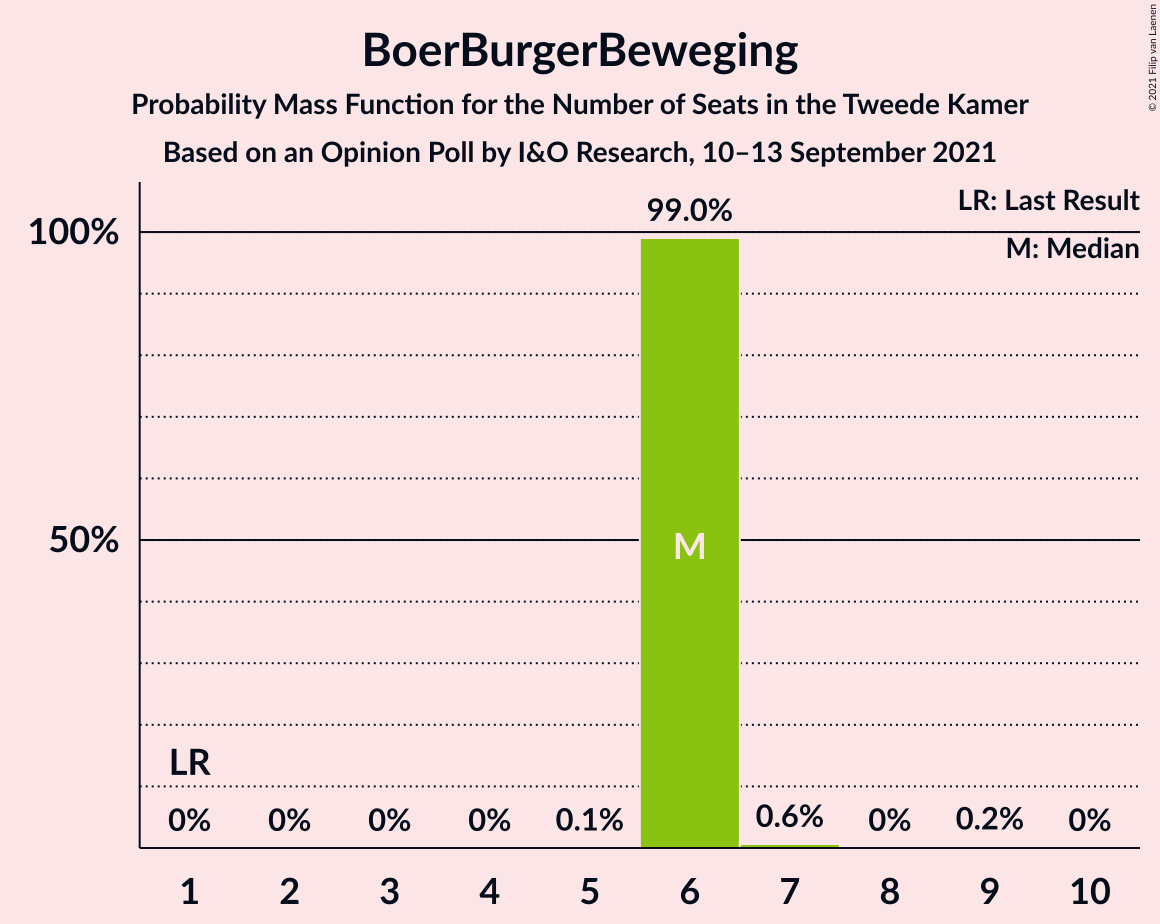 BoerBurgerBeweging
Probability Mass Function for the Number of Seats in the Tweede Kamer
Based on an Opinion Poll by I&O Research, 10–13 September 2021
© 2021 Filip van Laenen
LR: Last Result
M: Median
99.0%
100%
50%
M
LR
0% 0% 0% 0% 0.1% 0.6% 0% 0.2% 0%
1 2 3 4 5 6 7 8 9 10